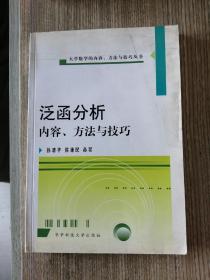 大学数学的内容、方法与技巧丛书
泛函分析
内容、方法与技巧
孙清华 孙昊
华中科技大学出版社